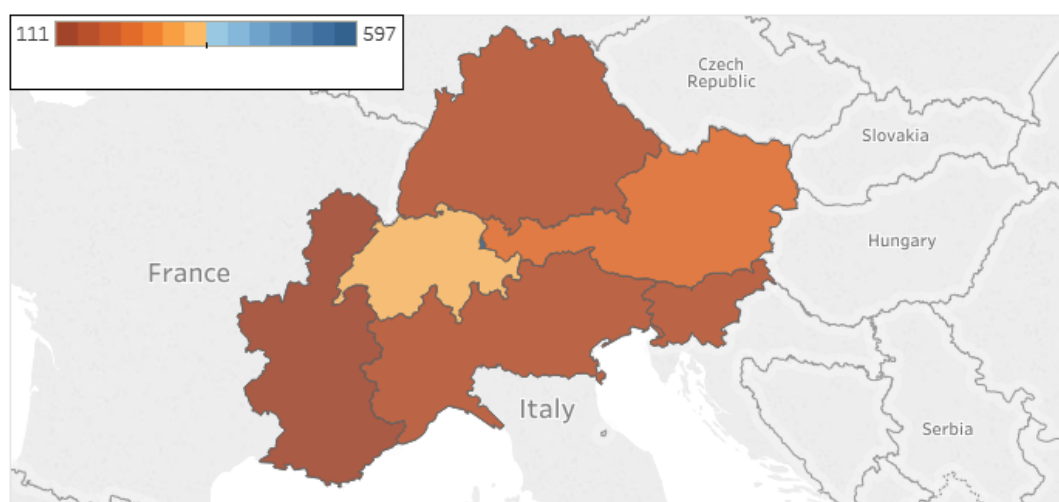 111
597
Czech
Republic
Slovakia
France
Hungary
Italy
Serbia